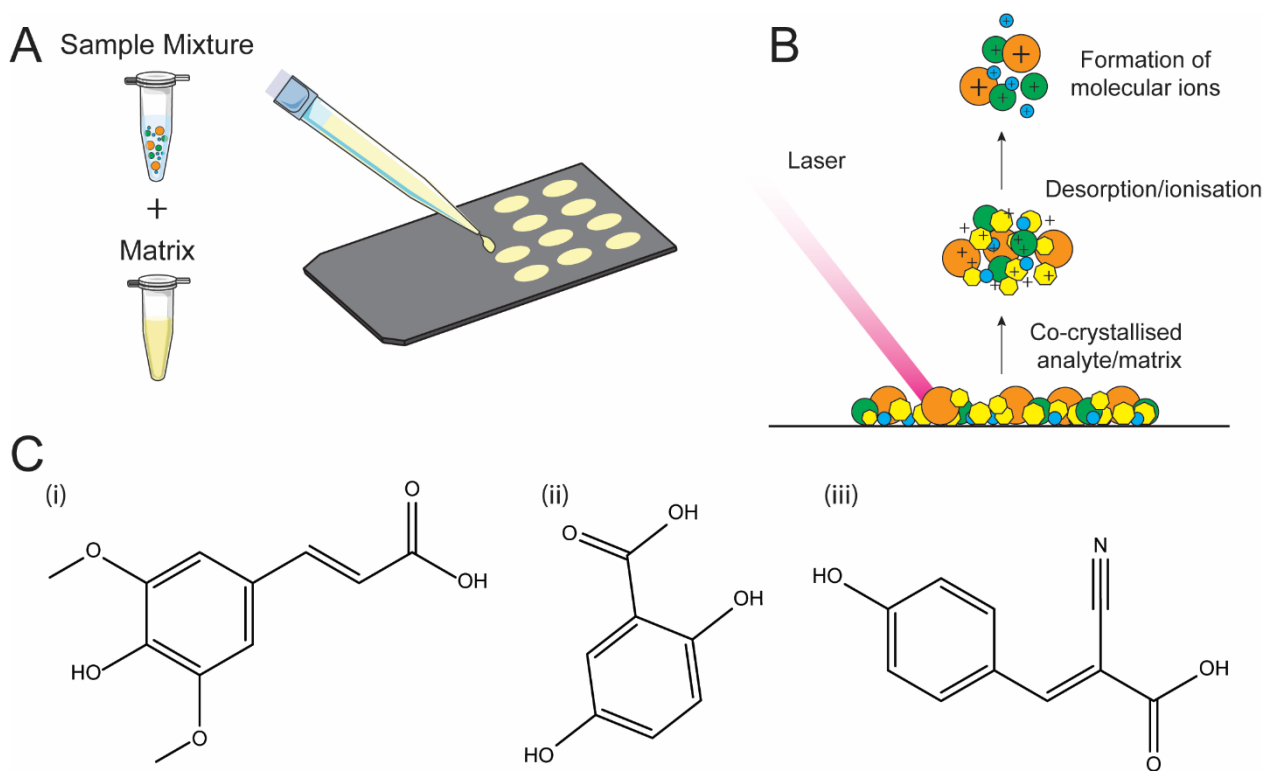 A
Sample Mixture
+
Matrix
B
Laser
+
+
+
+
+
+
+
+
+
Formation of
molecular ions
Desorption/ionisation
+
+
+
+
+
+
+
+
+
+
+
+
+
+
Co-crystallised
analyte/matrix
C
(i)
O
O
OH
HO
O
(ii)
O
OH
OH
HO
(iii)
N
HO
OH
O